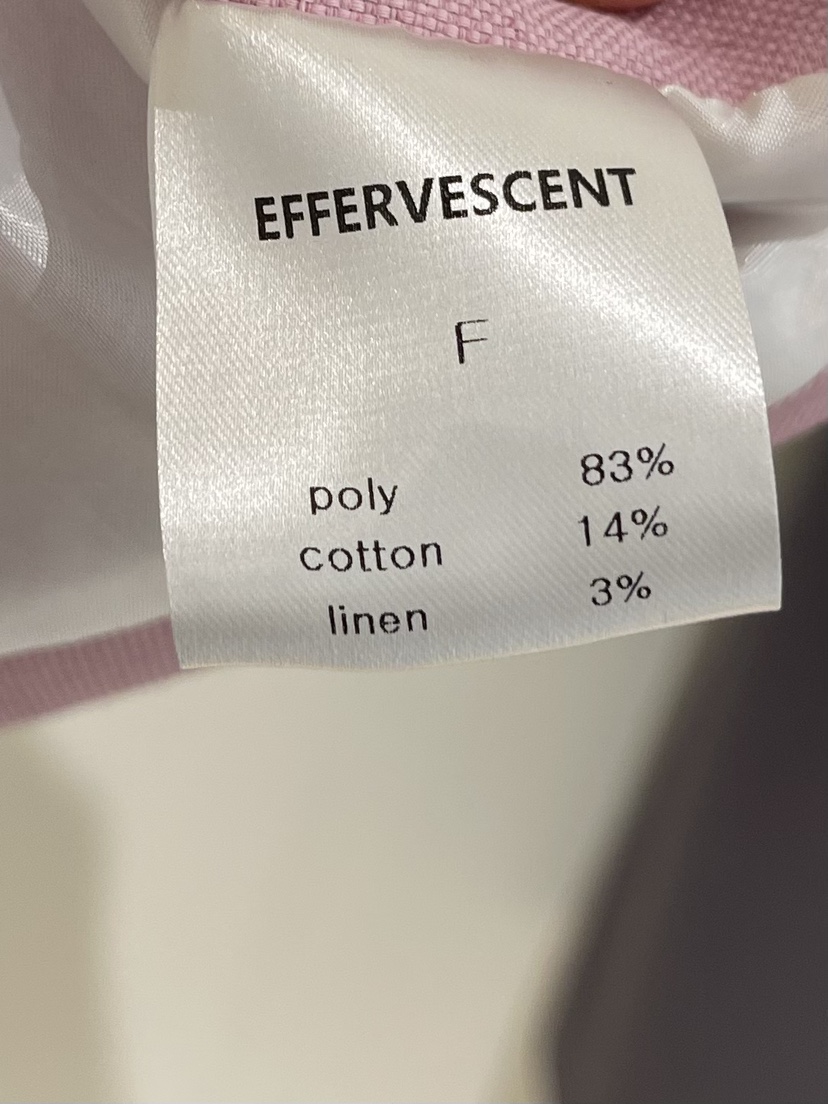 EFFERVESCENT
F
poly 83%
cotton 14%
linen 3%